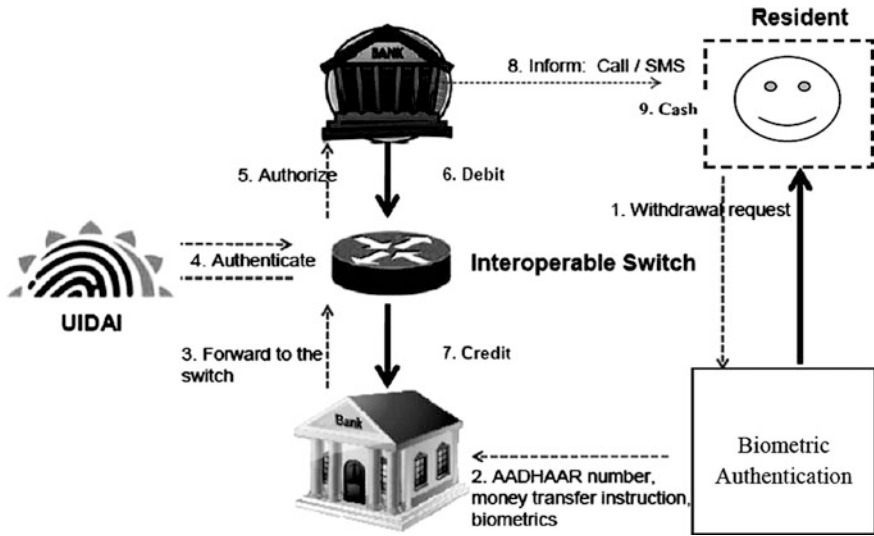 Resident
BANK
8. Inform: Call / SMS
9. Cash
5. Authorize
6. Debit
1. Withdrawal request
4. Authenticate
Interoperable Switch
UIDAI
3. Forward to the
switch
7. Credit
Bank
Biometric
Authentication
2. AADHAAR number,
money transfer instruction,
biometrics